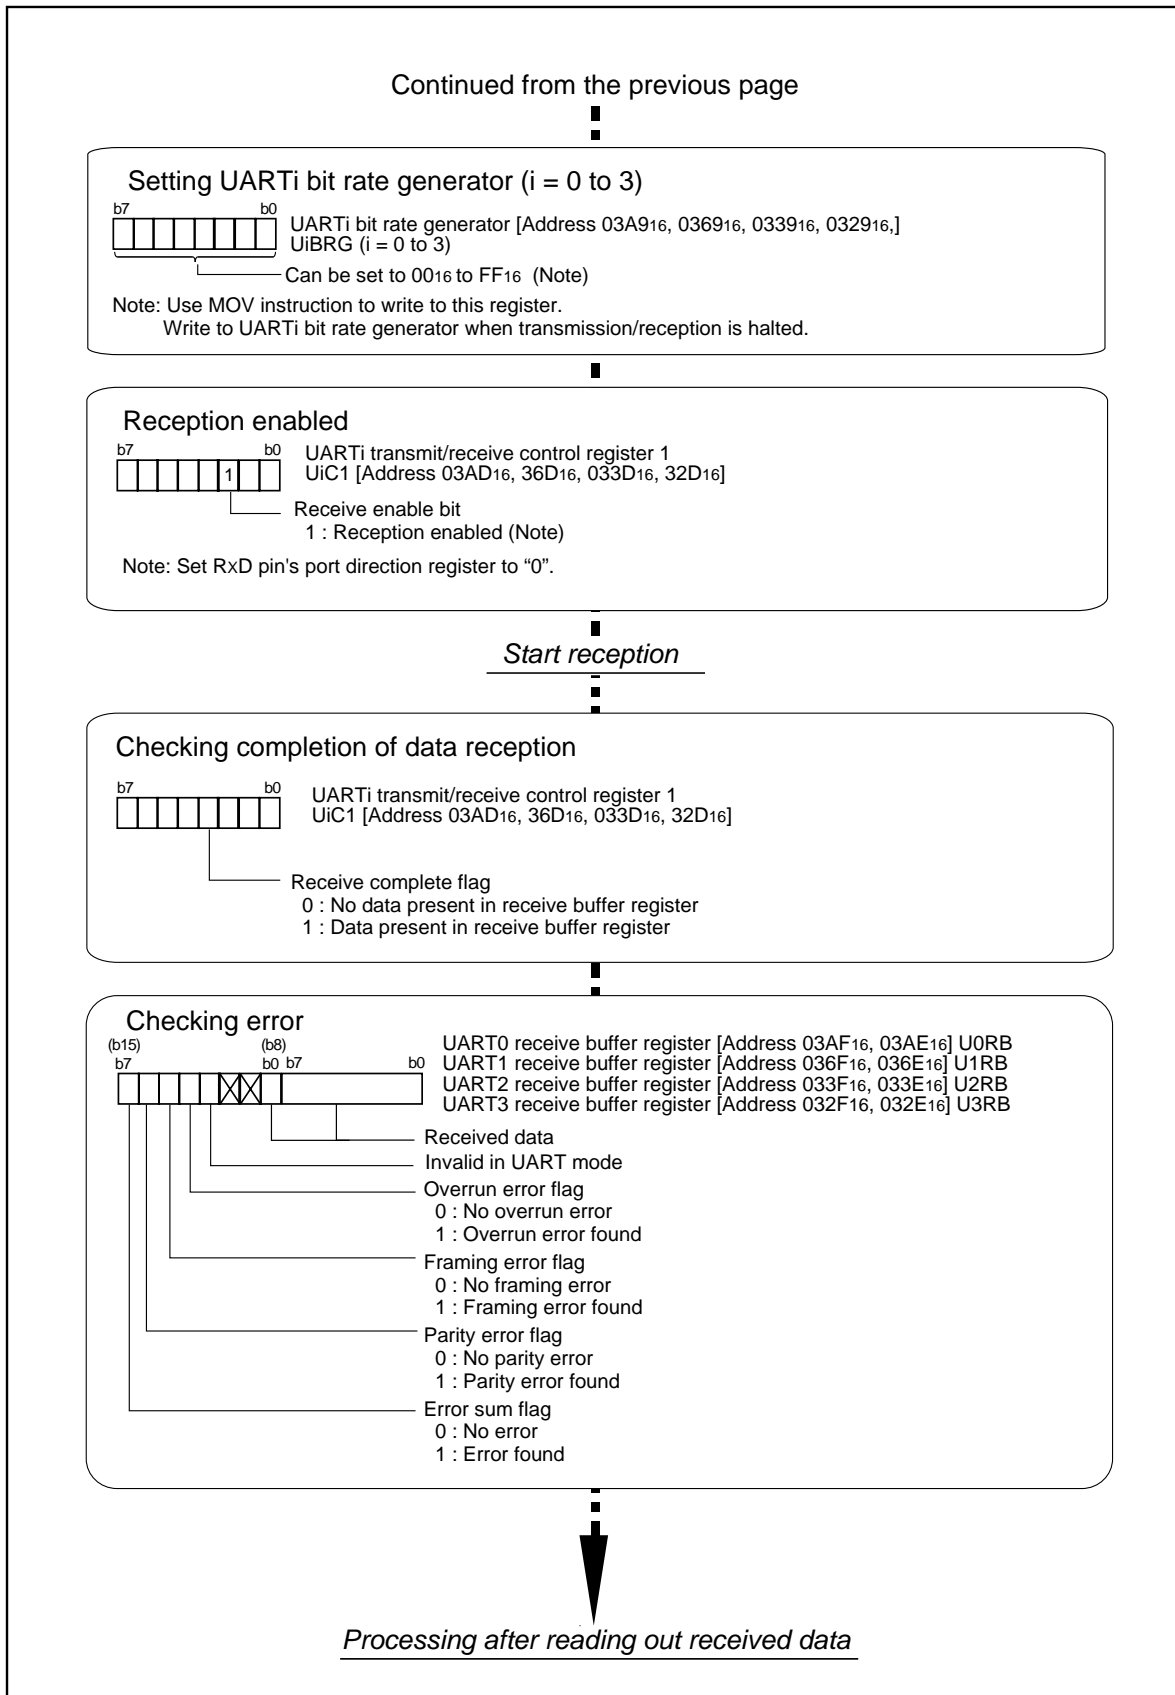 Continued from the previous page
Setting UARTi bit rate generator (i = 0 to 3)
b7 b0
UARTi bit rate generator [Address 03A916, 036916, 033916, 032916,]
UiBRG (i = 0 to 3)
Can be set to 0016 to FF16 (Note)
Note: Use MOV instruction to write to this register.
Write to UARTi bit rate generator when transmission/reception is halted.
Reception enabled
b7 b0
UARTi transmit/receive control register 1
1
UiC1 [Address 03AD16, 36D16, 033D16, 32D16]
Receive enable bit
1 : Reception enabled (Note)
Note: Set RxD pin's port direction register to “0”.
Start reception
Checking completion of data reception
b7 b0
UARTi transmit/receive control register 1
UiC1 [Address 03AD16, 36D16, 033D16, 32D16]
Receive complete flag
0 : No data present in receive buffer register
1 : Data present in receive buffer register
Checking error
(b15) (b8)
b7 b0 b7 b0
UART0 receive buffer register [Address 03AF16, 03AE16] U0RB
UART1 receive buffer register [Address 036F16, 036E16] U1RB
UART2 receive buffer register [Address 033F16, 033E16] U2RB
UART3 receive buffer register [Address 032F16, 032E16] U3RB
Received data
Invalid in UART mode
Overrun error flag
0 : No overrun error
1 : Overrun error found
Framing error flag
0 : No framing error
1 : Framing error found
Parity error flag
0 : No parity error
1 : Parity error found
Error sum flag
0 : No error
1 : Error found
Processing after reading out received data